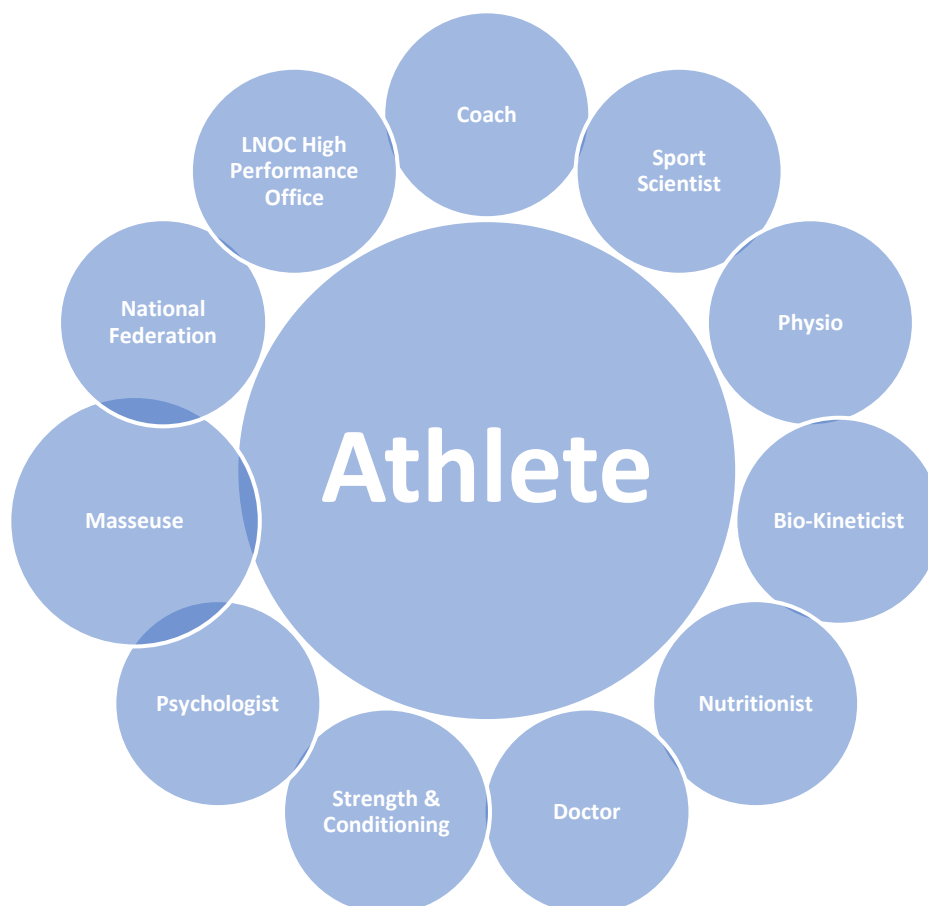 Coach
Sport
Scientist
Physio
Bio-Kineticist
Nutritionist
Doctor
Strength &
Conditioning
Psychologist
Masseuse
National
Federation
LNOC High
Performance
Office
Athlete